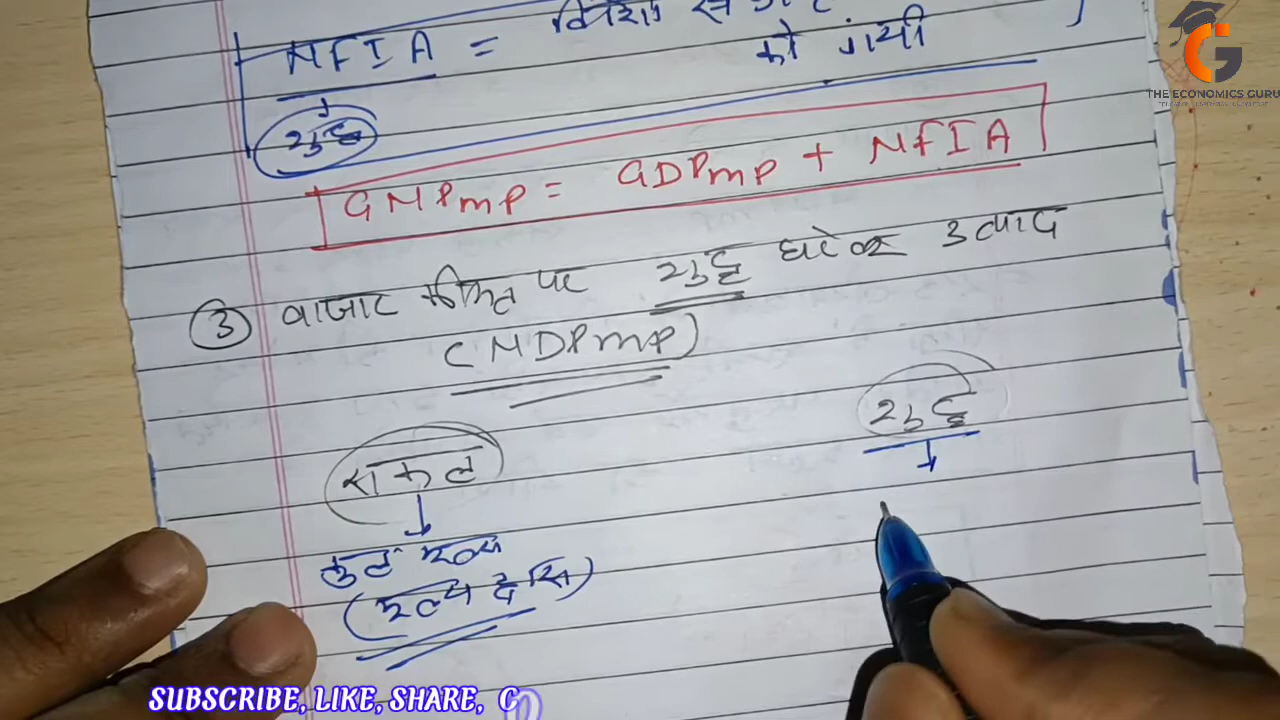 NFIA =
को गयी
शुद्ध
GNPmp = GDPmp + NFIA
③ बाजार कीमत पर शुद्ध घरेलू उत्पाद
(NDPmp)
सकल
शुद्ध
कुल मूल्य
(मूल्य वृद्धि)
THE ECONOMICS GURU
SUBSCRIBE, LIKE, SHARE, C